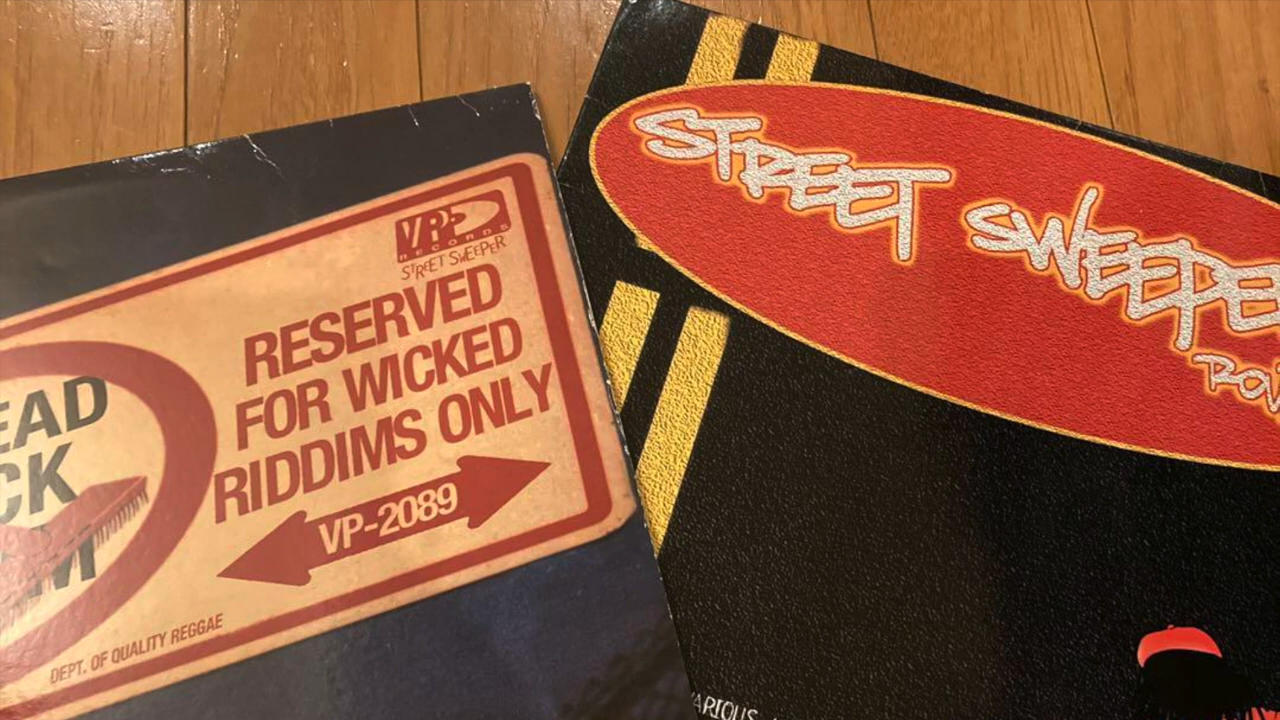 VP
RECORDS
STREET SWEEPER
RESERVED
FOR WICKED
RIDDIMS ONLY
VP-2089
EAD
CK
M
DEPT. OF QUALITY REGGAE
STREET SWEEPE
ARIOUS